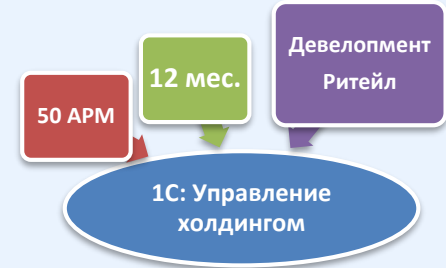 50 АРМ
12 мес.
Девелопмент
Ритейл
1С: Управление
холдингом